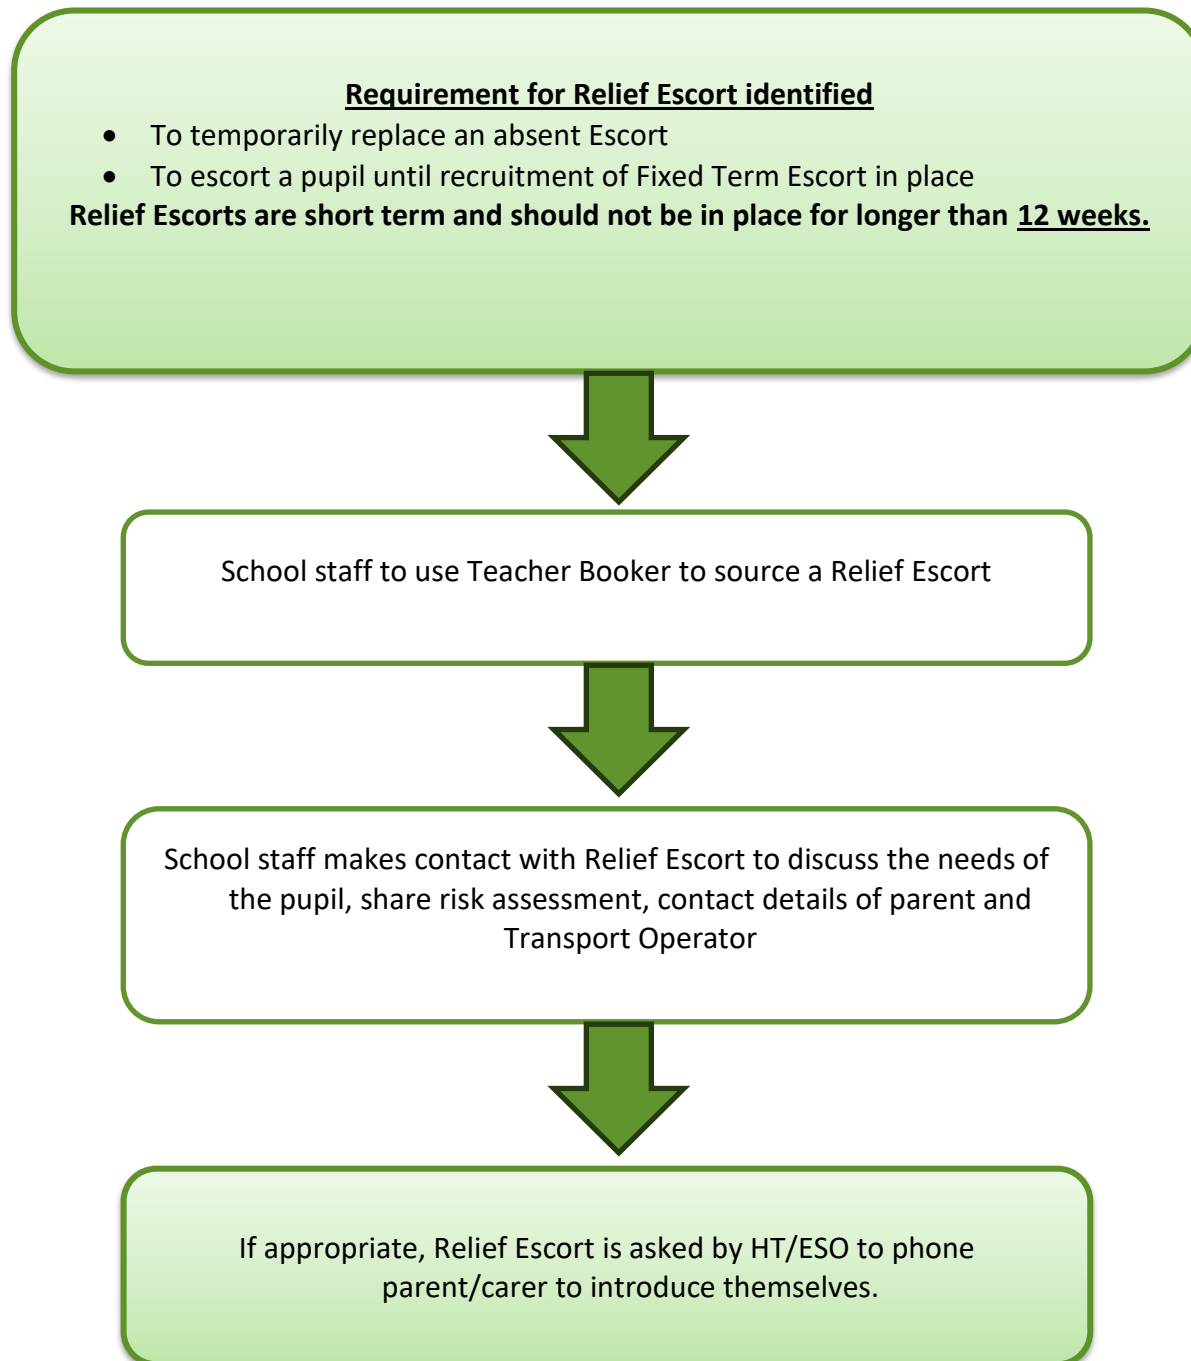 Requirement for Relief Escort identified
• To temporarily replace an absent Escort
• To escort a pupil until recruitment of Fixed Term Escort in place
Relief Escorts are short term and should not be in place for longer than 12 weeks.
School staff to use Teacher Booker to source a Relief Escort
School staff makes contact with Relief Escort to discuss the needs of
the pupil, share risk assessment, contact details of parent and
Transport Operator
If appropriate, Relief Escort is asked by HT/ESO to phone
parent/carer to introduce themselves.